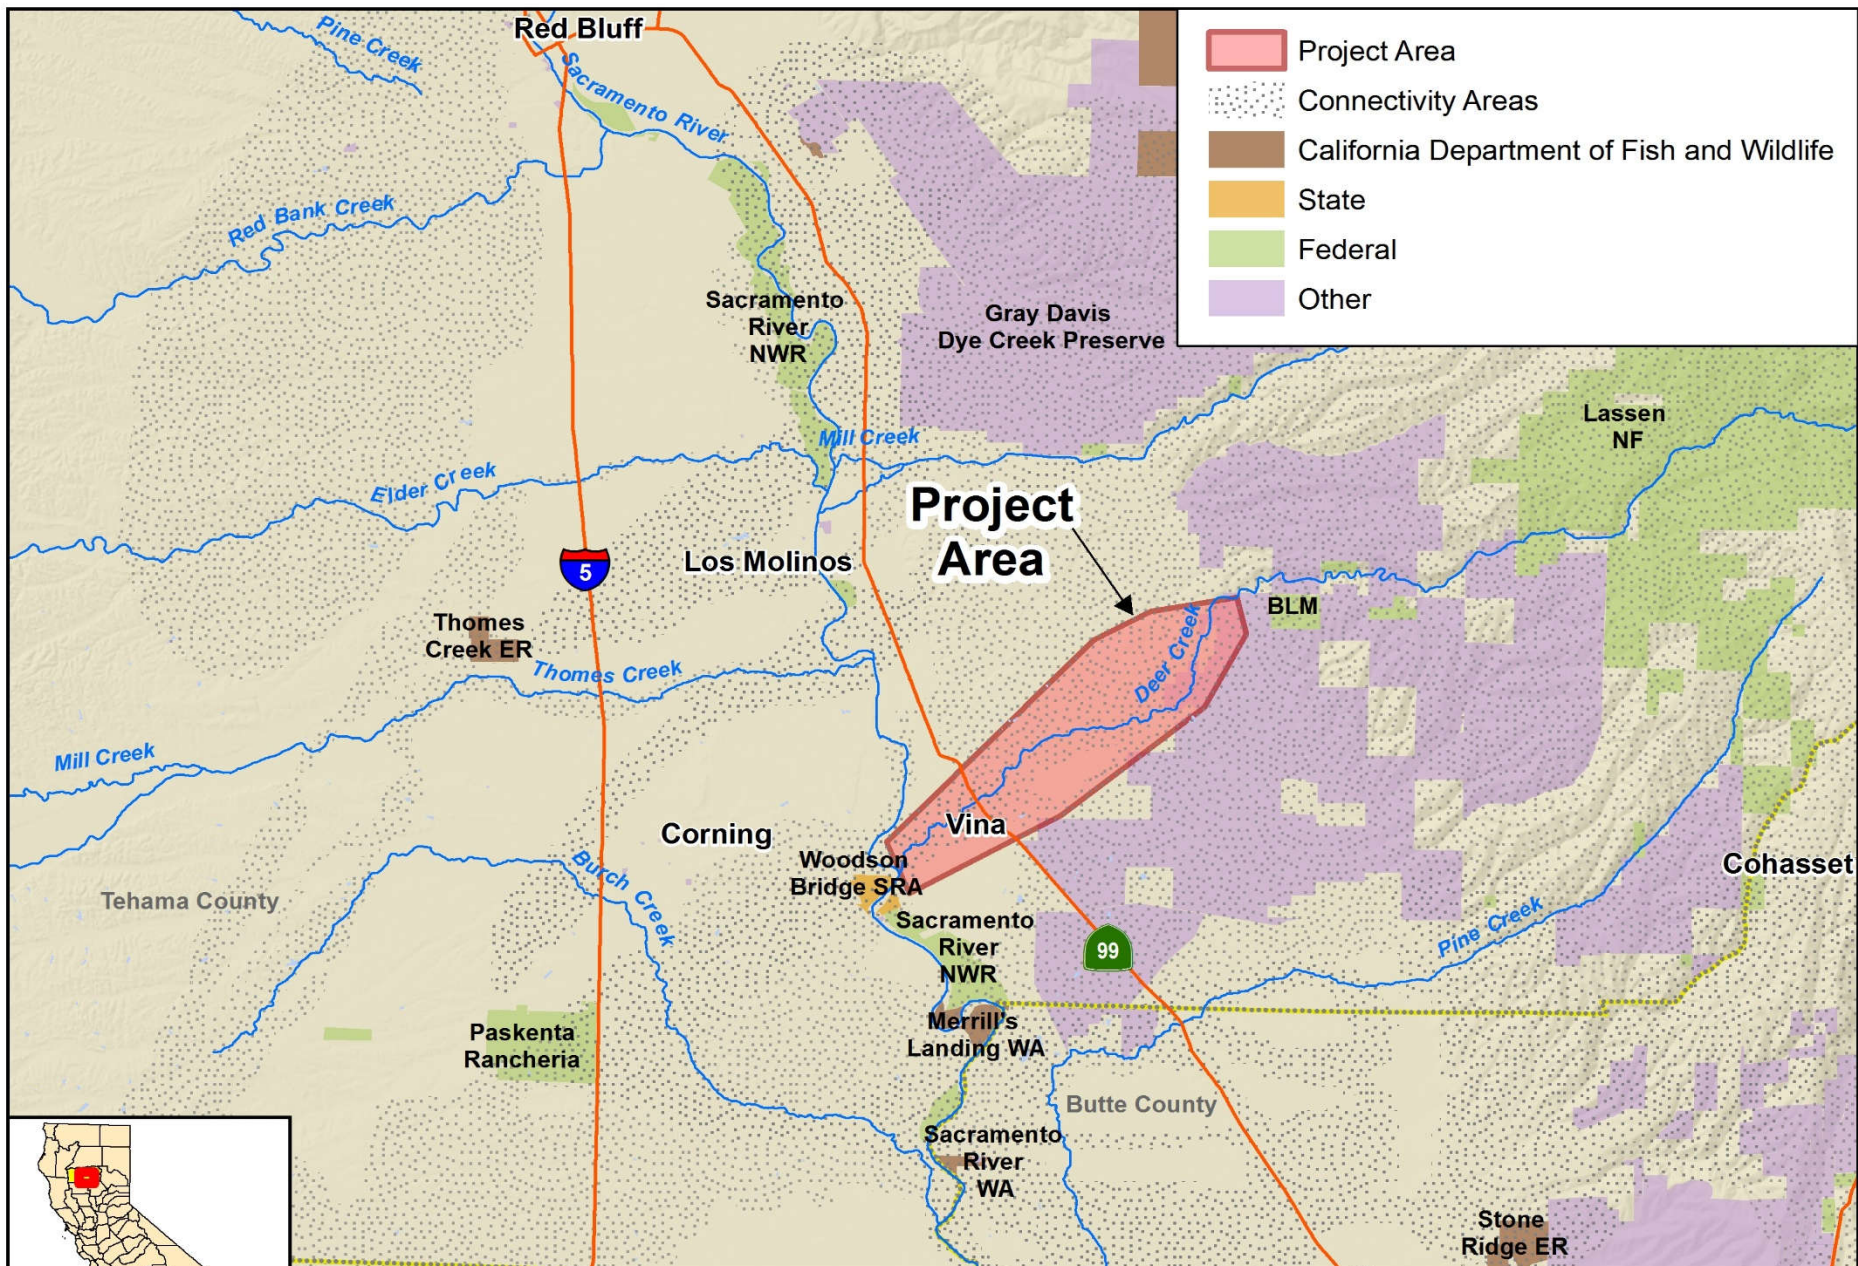 Pine Creek
Red Bluff
Sacramento River
Project Area
Connectivity Areas
California Department of Fish and Wildlife
State
Federal
Other
Red Bank Creek
Sacramento
River
NWR
Gray Davis
Dye Creek Preserve
Lassen
NF
Mill Creek
Elder Creek
Project
Area
Los Molinos
5
BLM
Thomes
Creek ER
Deer Creek
Thomes Creek
Mill Creek
Vina
Corning
Woodson
Bridge SRA
Cohasset
Burch Creek
Tehama County
Sacramento
River
NWR
99
Pine Creek
Merrill's
Landing WA
Paskenta
Rancheria
Butte County
Sacramento
River
WA
Stone
Ridge ER